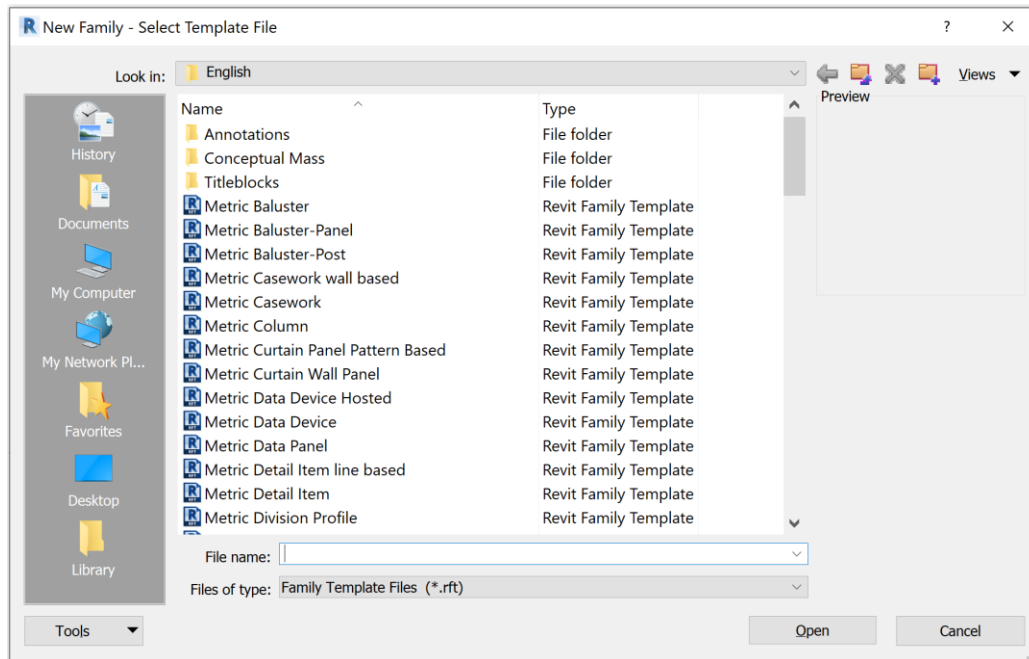 New Family - Select Template File
Look in: English Views
Preview
Name Type
Annotations File folder
Conceptual Mass File folder
Titleblocks File folder
Metric Baluster Revit Family Template
Metric Baluster-Panel Revit Family Template
Metric Baluster-Post Revit Family Template
Metric Casework wall based Revit Family Template
Metric Casework Revit Family Template
Metric Column Revit Family Template
Metric Curtain Panel Pattern Based Revit Family Template
Metric Curtain Wall Panel Revit Family Template
Metric Data Device Hosted Revit Family Template
Metric Data Device Revit Family Template
Metric Data Panel Revit Family Template
Metric Detail Item line based Revit Family Template
Metric Detail Item Revit Family Template
Metric Division Profile Revit Family Template
History
Documents
My Computer
My Network Pl...
Favorites
Desktop
Library
File name:
Files of type: Family Template Files (*.rft)
Tools Open Cancel